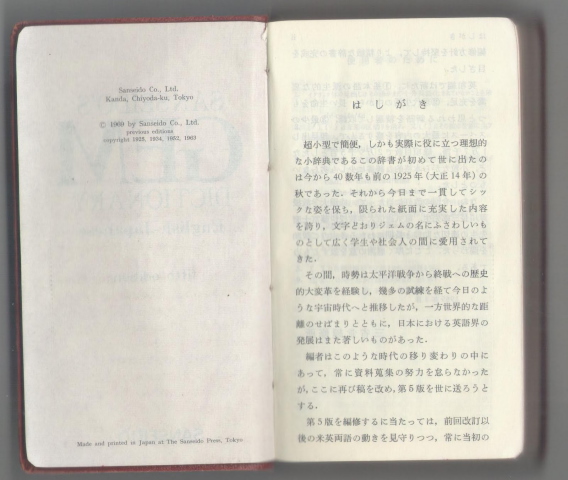 Sanseido Co., Ltd.
Kanda, Chiyoda-ku, Tokyo
© 1969 by Sanseido Co., Ltd.
previous editions
copyright 1925, 1934, 1952, 1963
Made and printed in Japan at The Sanseido Press, Tokyo
はしがき
超小型で簡便，しかも実際に役に立つ理想的
な小辞典であるこの辞書が初めて世に出たの
は今から40数年も前の1925年（大正14年）の
秋であった．それから今日まで一貫してシッ
クな姿を保ち，限られた紙面に充実した内容
を誇り，文字どおりジェムの名にふさわしいも
のとして広く学生や社会人の間に愛用されて
きた．
その間，時勢は太平洋戦争から終戦への歴史
的大変革を経験し，幾多の試練を経て今日のよ
うな宇宙時代へと推移したが，一方世界的な距
離のせばまりとともに，日本における英語界の
発展はまた著しいものがあった．
編者はこのような時代の移り変わりの中に
あって，常に資料蒐集の努力を怠らなかった
が，ここに再び稿を改め，第5版を世に送ろうと
する．
第5版を編修するに当たっては，前回改訂以
後の米英両語の動きを見守りつつ，常に当初の